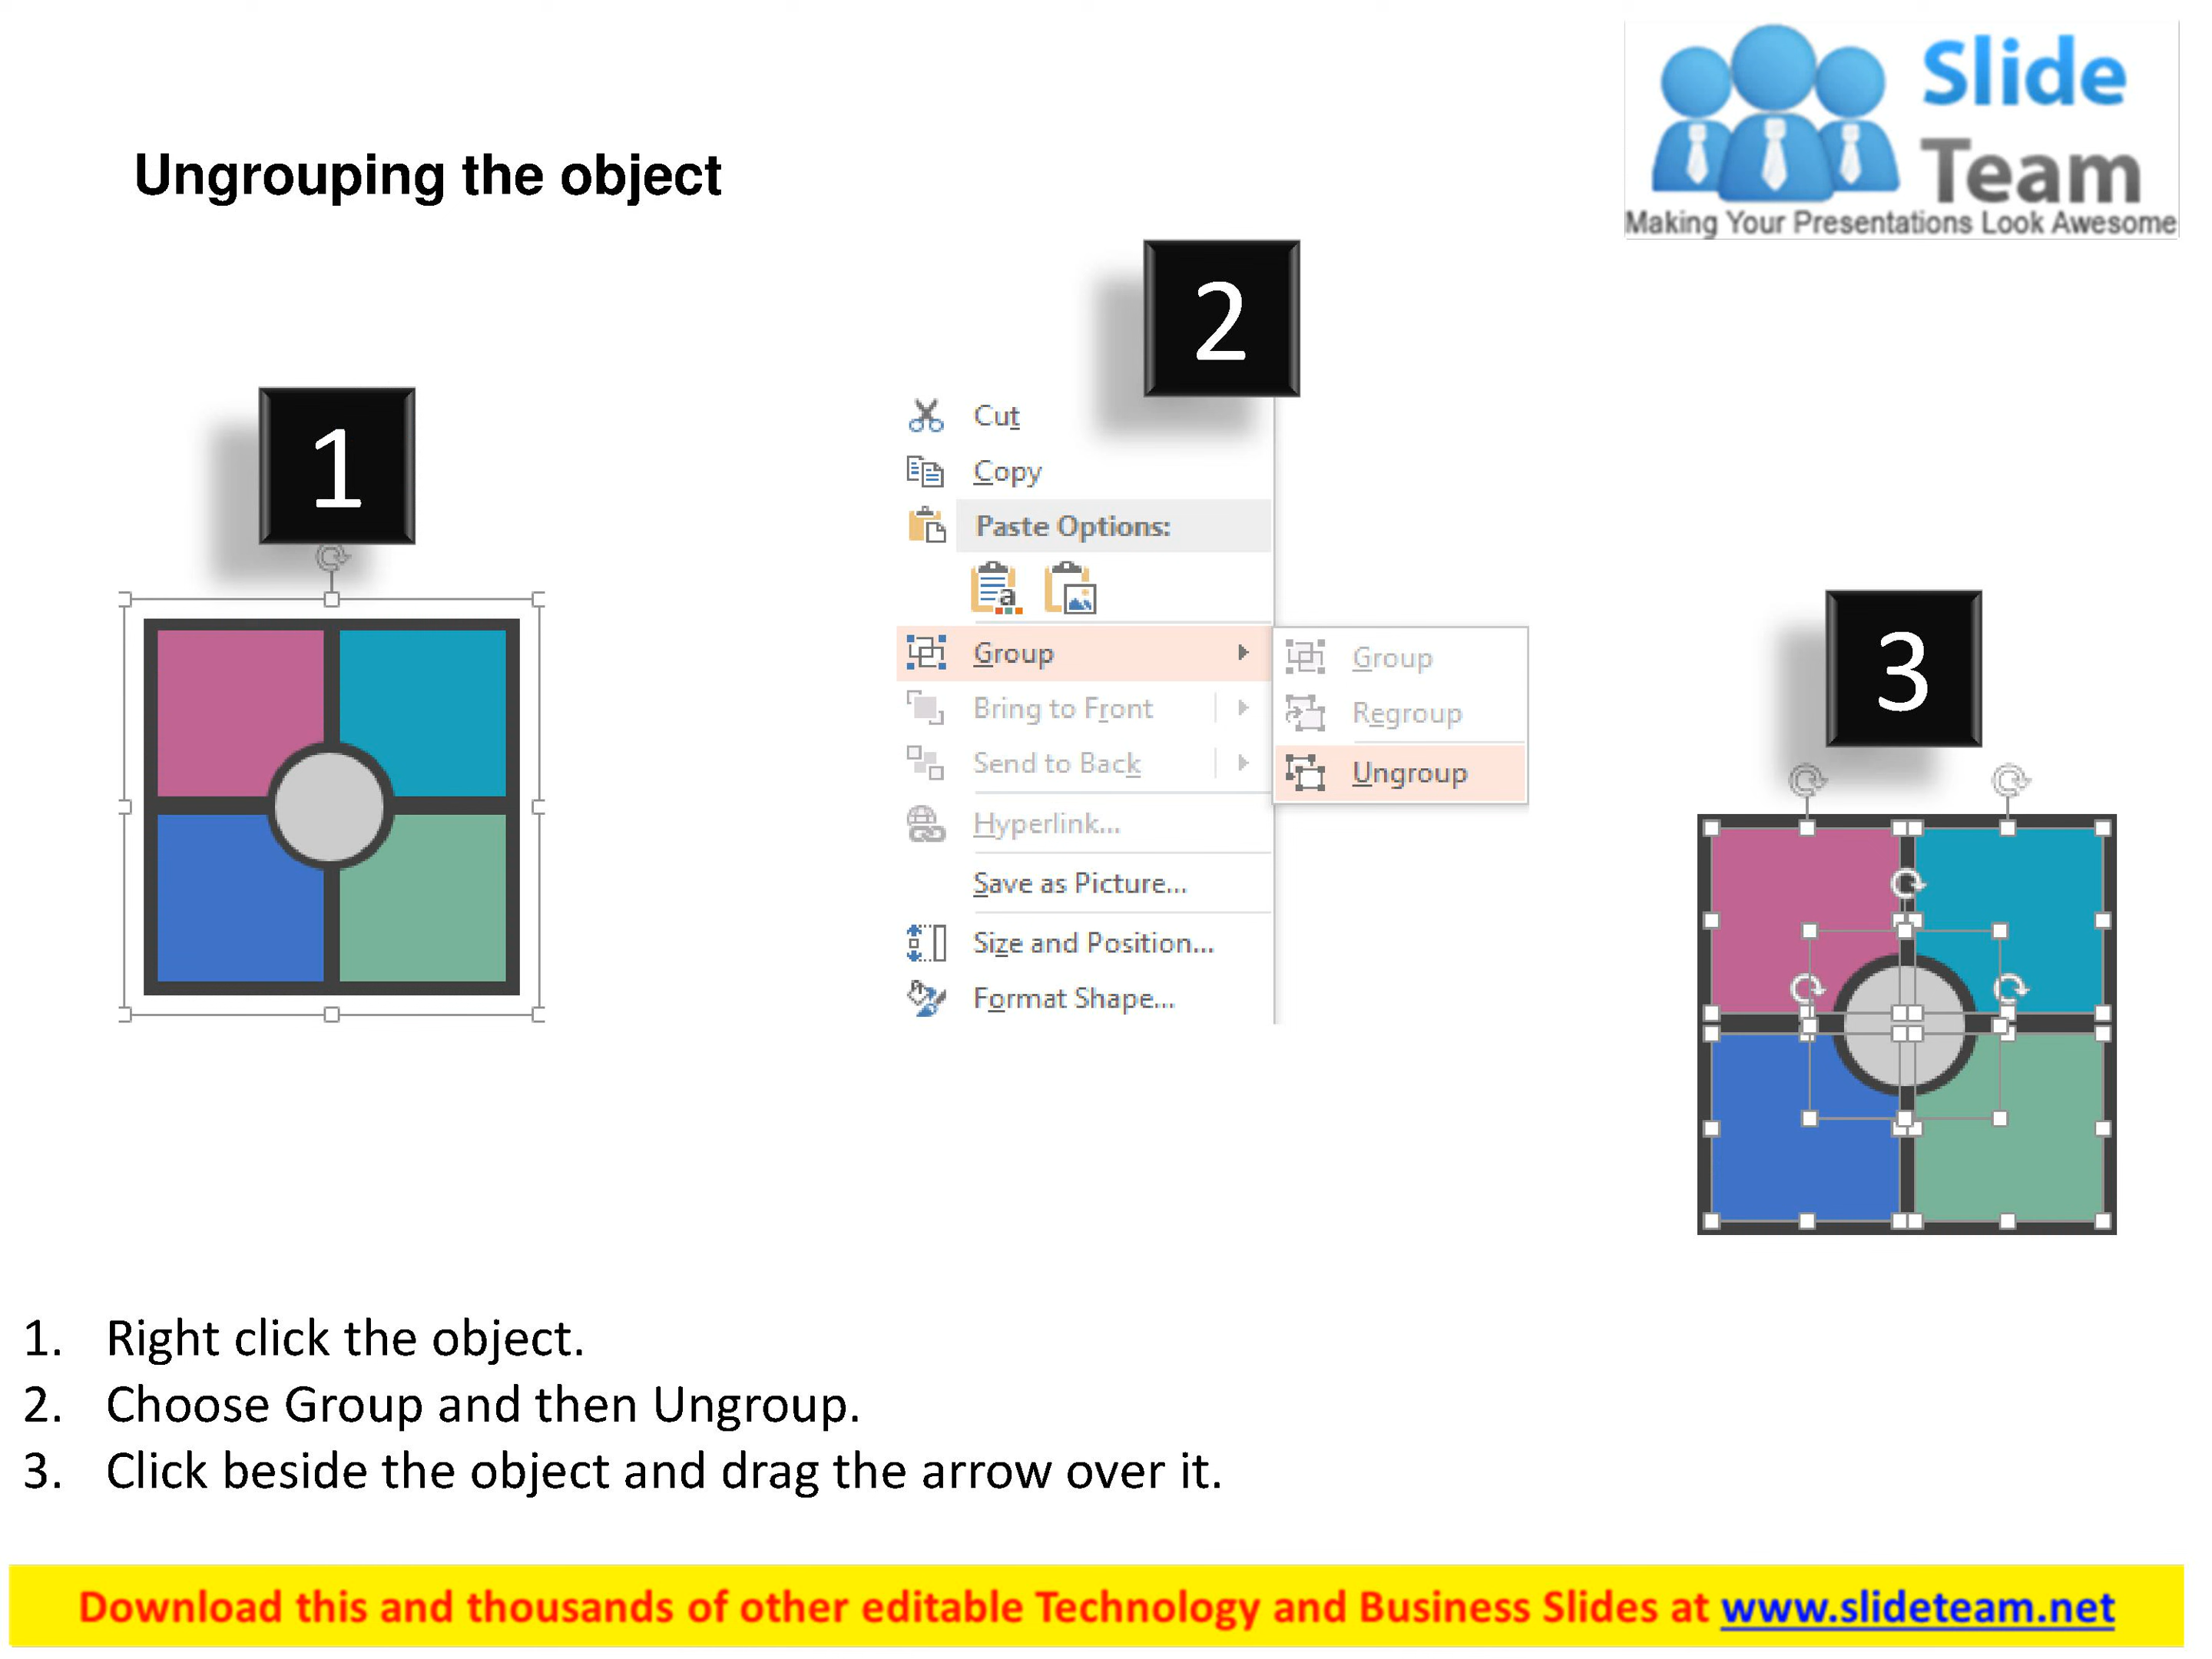 Slide
Team
Making Your Presentations Look Awesome
Ungrouping the object
1
2
3
Cut
Copy
Paste Options:
a
Group
Bring to Front
Send to Back
Hyperlink...
Save as Picture...
Size and Position...
Format Shape...
Group
Regroup
Ungroup
1. Right click the object.
2. Choose Group and then Ungroup.
3. Click beside the object and drag the arrow over it.
Download this and thousands of other editable Technology and Business Slides at www.slideteam.net